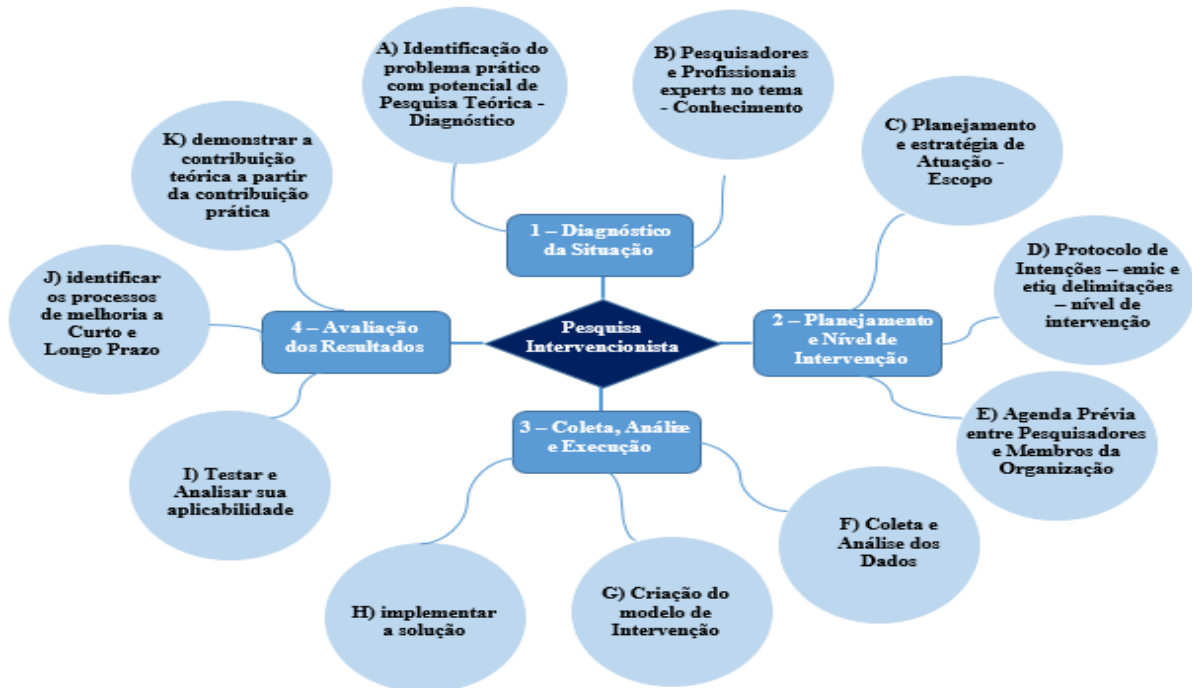 A) Identificação do
problema prático
com potencial de
Pesquisa Teórica -
Diagnóstico
B) Pesquisadores
e Profissionais
experts no tema
- Conhecimento
C) Planejamento
e estratégia de
Atuação -
Escopo
D) Protocolo de
Intenções – emic e
etiq delimitações
– nível de
intervenção
E) Agenda Prévia
entre Pesquisadores
e Membros da
Organização
F) Coleta e
Análise dos
Dados
G) Criação do
modelo de
Intervenção
H) implementar
a solução
I) Testar e
Analisar sua
aplicabilidade
J) identificar
os processos
de melhoria a
Curto e
Longo Prazo
K) demonstrar a
contribuição
teórica a partir
da contribuição
prática
1 – Diagnóstico
da Situação
2 – Planejamento
e Nível de
Intervenção
3 – Coleta, Análise
e Execução
4 – Avaliação
dos Resultados
Pesquisa
Intervencionista